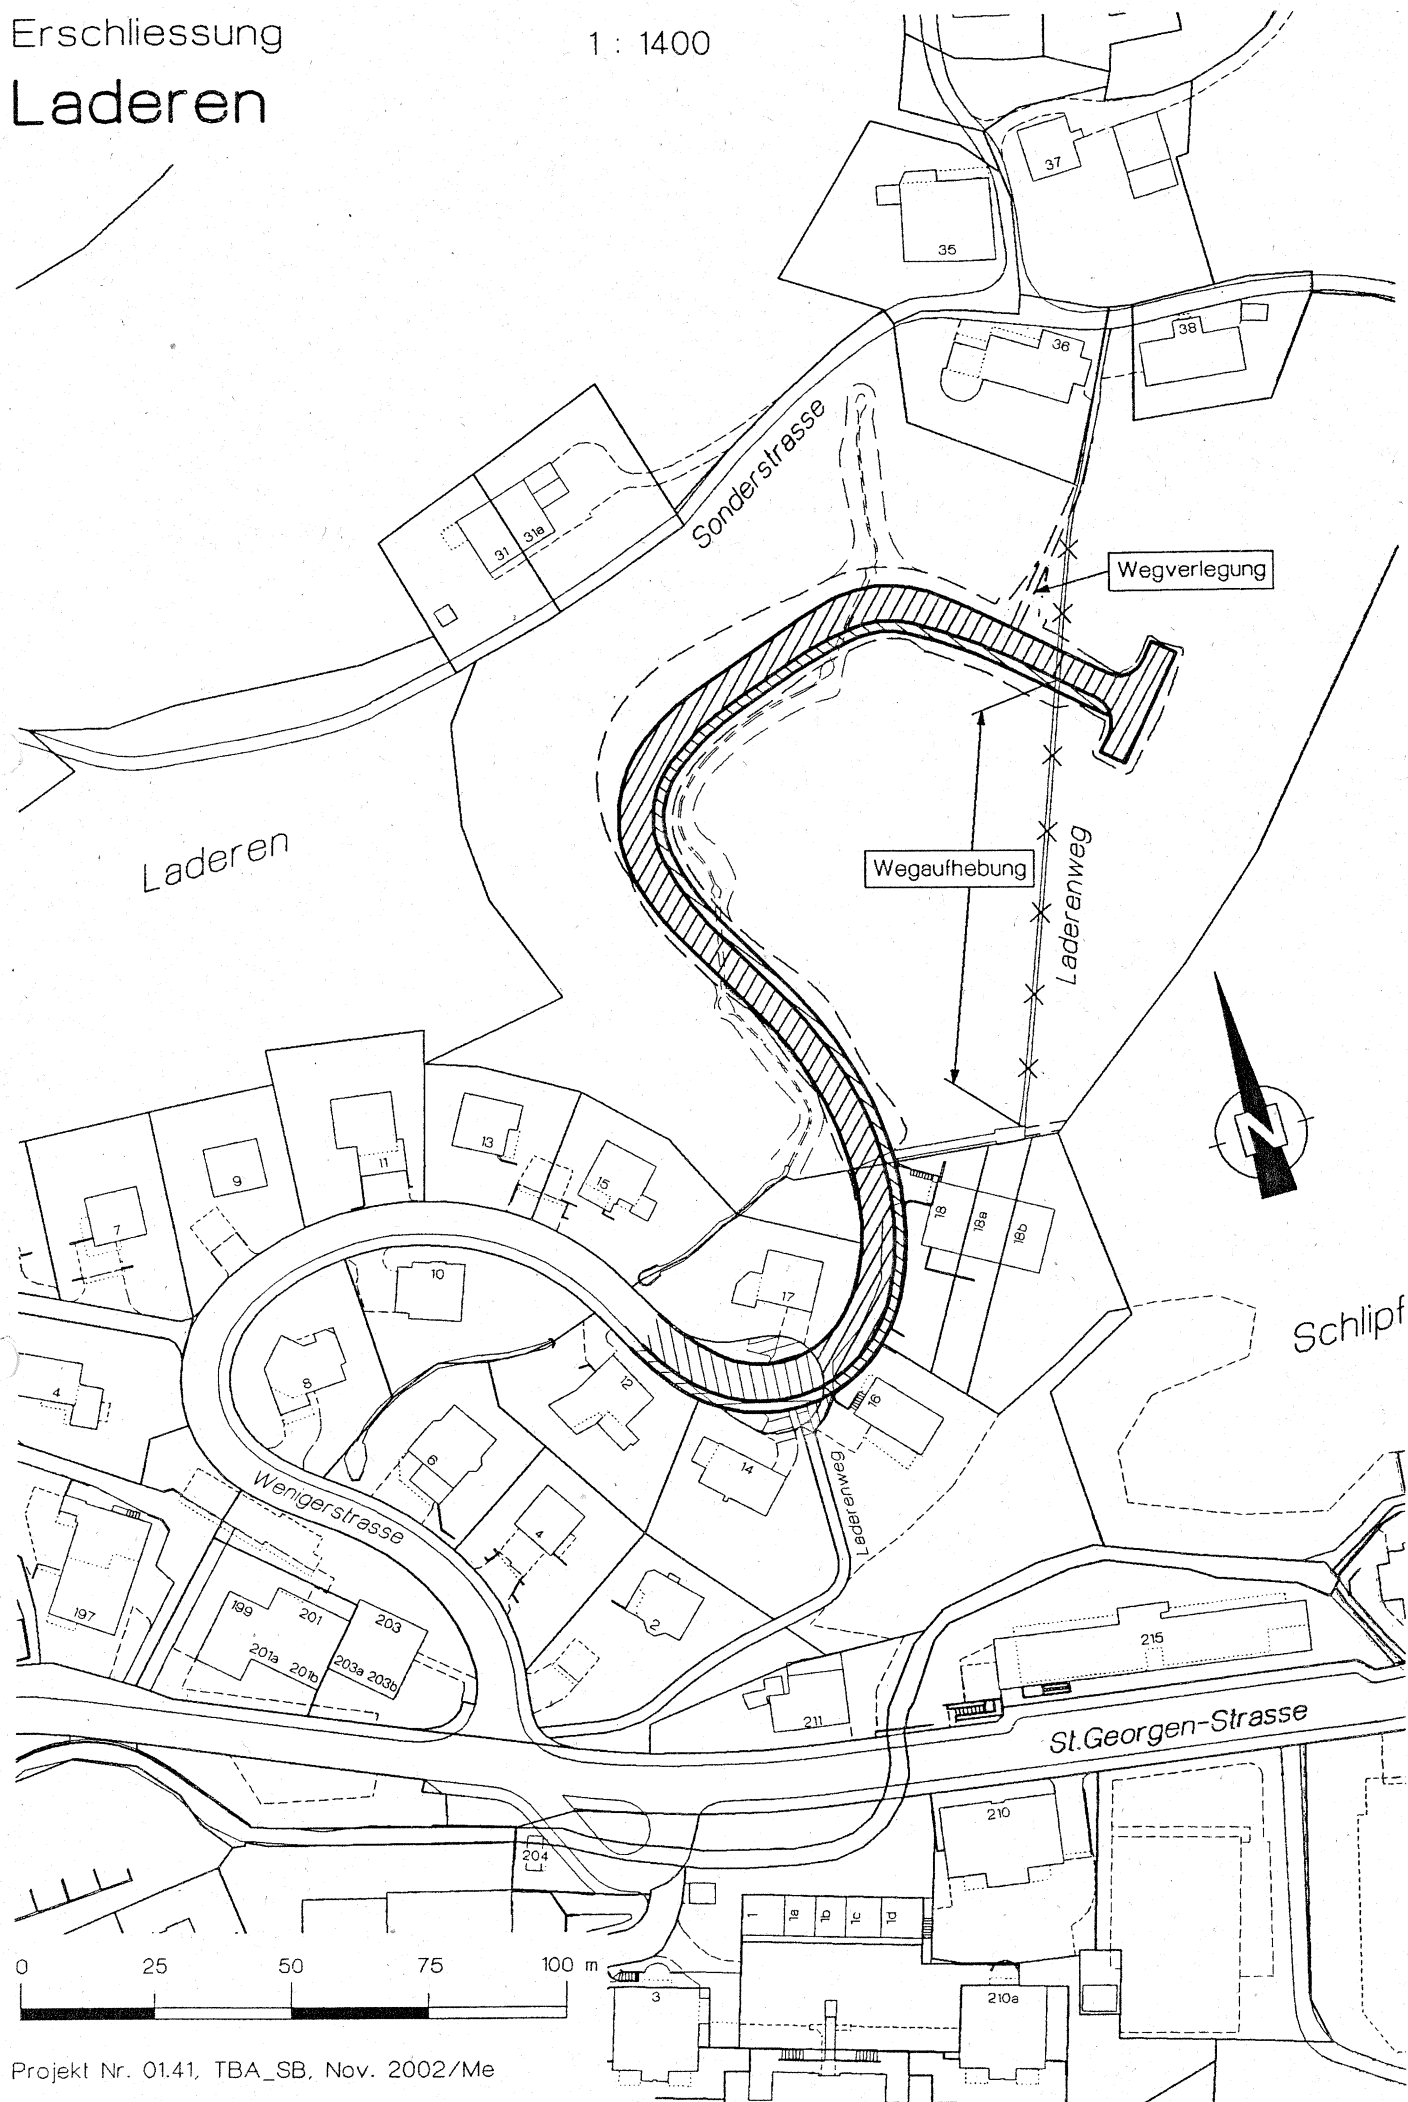 Erschliessung
1 : 1400
Laderen
37
35
36
38
Sonderstrasse
31
31a
Wegverlegung
Laderen
Wegaufhebung
Laderenweg
N
13
11
9
15
7
18
18a
18b
10
17
Schlipf
8
12
4
16
6
14
Wenigerstrasse
Laderenweg
4
2
197
199
201
203
201a
201b
203a
203b
215
211
St.Georgen-Strasse
210
204
1
1a
1b
1c
1d
0 25 50 75 100 m
3
210a
Projekt Nr. 01.41, TBA_SB, Nov. 2002/Me